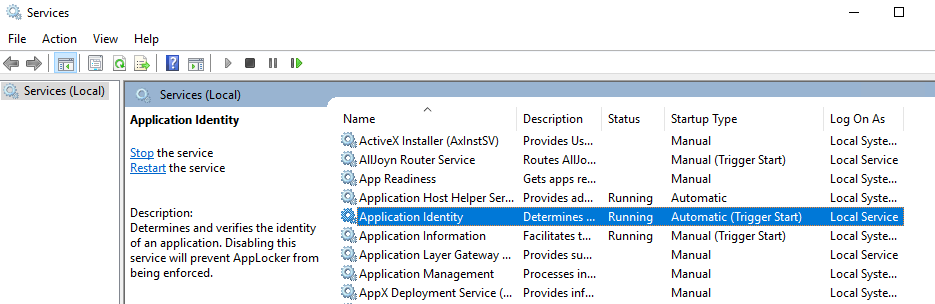 Services
File Action View Help
Services (Local)
Services (Local)
Application Identity
Stop the service
Restart the service
Description:
Determines and verifies the identity
of an application. Disabling this
service will prevent AppLocker from
being enforced.
Name Description Status Startup Type Log On As
ActiveX Installer (AxInstSV) Provides Us... Manual Local Syste...
AllJoyn Router Service Routes AllJo... Manual (Trigger Start) Local Service
App Readiness Gets apps re... Manual Local Syste...
Application Host Helper Ser... Provides ad... Running Automatic Local Syste...
Application Identity Determines ... Running Automatic (Trigger Start) Local Service
Application Information Facilitates t... Running Manual (Trigger Start) Local Syste...
Application Layer Gateway ... Provides su... Manual Local Service
Application Management Processes in... Manual Local Syste...
AppX Deployment Service (... Provides inf... Manual Local Syste...